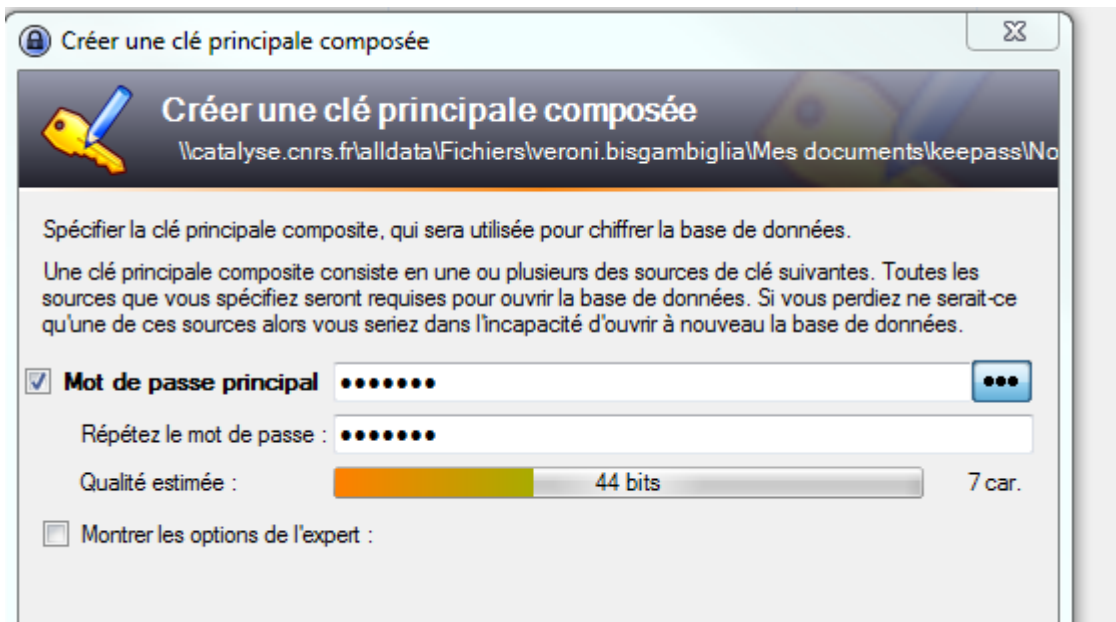 Créer une clé principale composée
Créer une clé principale composée
\\catalyse.cnrs.fr\alldata\Fichiers\veroni.bisgambiglia\Mes documents\keepass\No
Spécifier la clé principale composite, qui sera utilisée pour chiffrer la base de données.
Une clé principale composite consiste en une ou plusieurs des sources de clé suivantes. Toutes les
sources que vous spécifiez seront requises pour ouvrir la base de données. Si vous perdiez ne serait-ce
qu'une de ces sources alors vous seriez dans l'incapacité d'ouvrir à nouveau la base de données.
Mot de passe principal ●●●●●●● ●●●
Répétez le mot de passe : ●●●●●●●
Qualité estimée : 44 bits 7 car.
Montrer les options de l'expert :